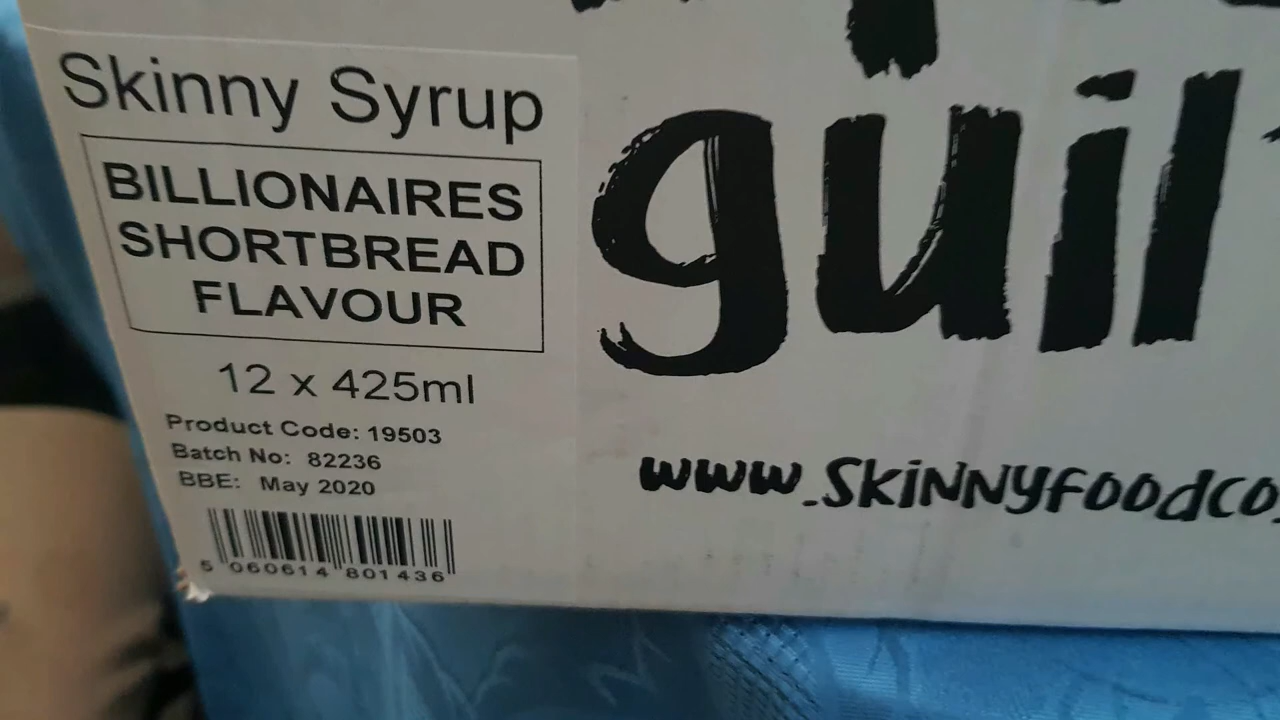 Skinny Syrup
BILLIONAIRES
SHORTBREAD
FLAVOUR
12 x 425ml
Product Code: 19503
Batch No: 82236
BBE: May 2020
5 060614 801436
guil
www.skinnyfoodco.